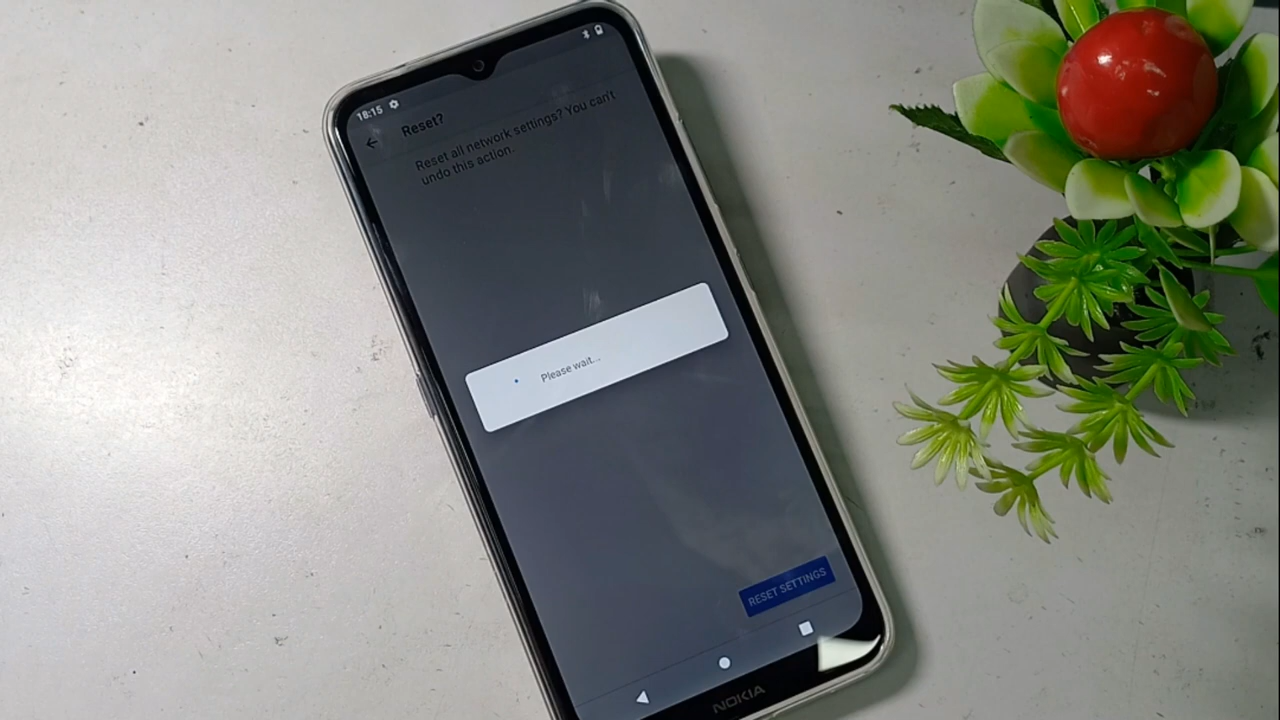 18:15
Reset?
Reset all network settings? You can't
undo this action.
Please wait...
RESET SETTINGS
NOKIA